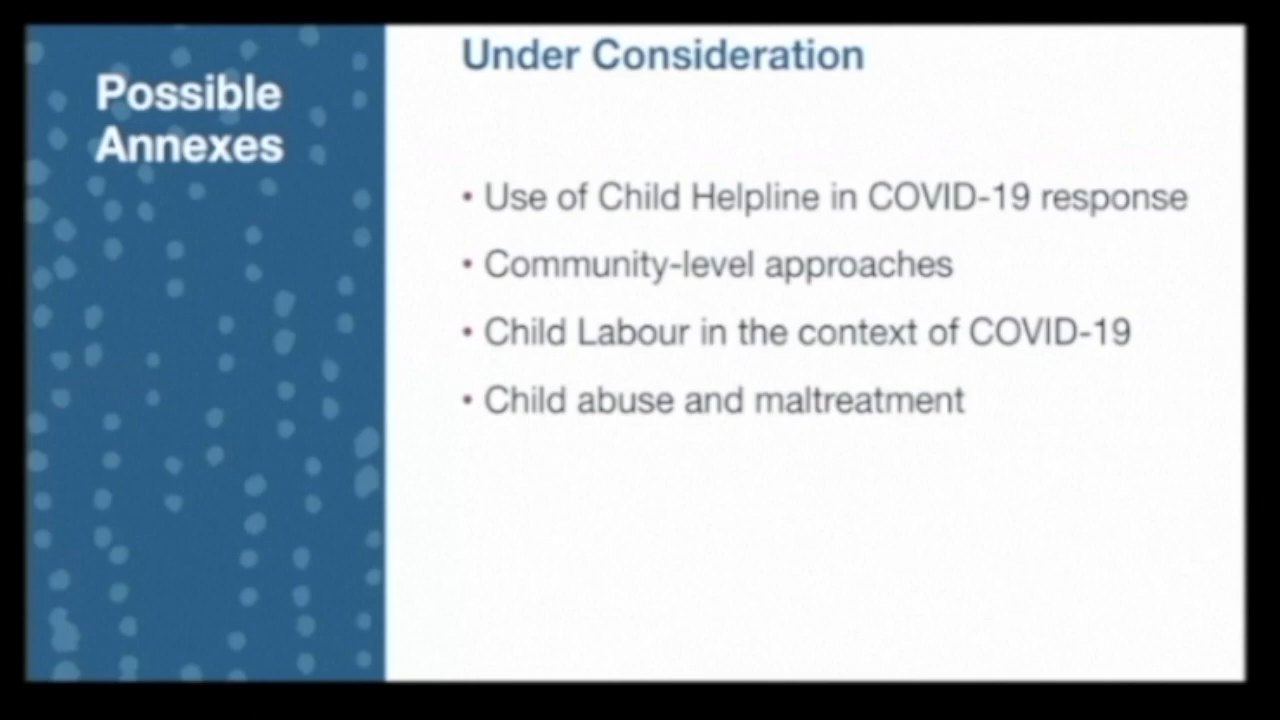 Possible
Annexes
Under Consideration
• Use of Child Helpline in COVID-19 response
• Community-level approaches
• Child Labour in the context of COVID-19
• Child abuse and maltreatment